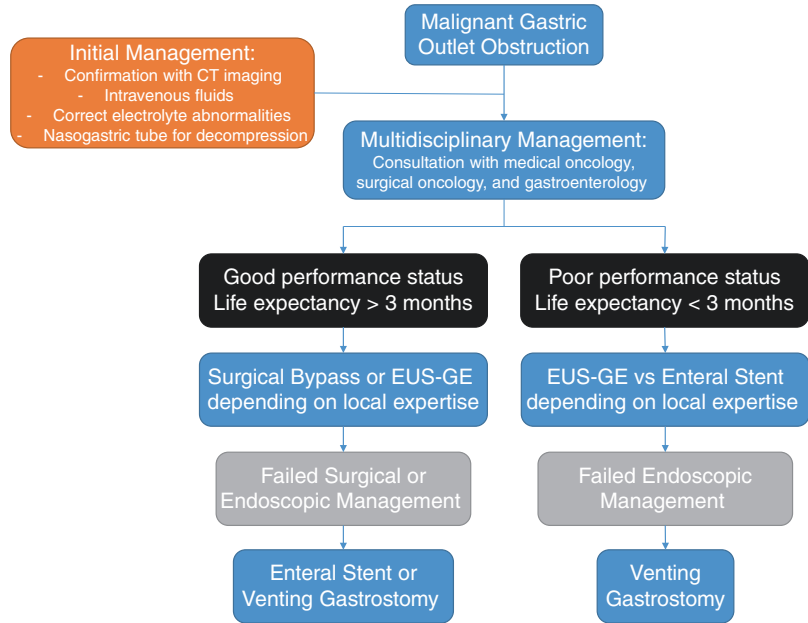 Malignant Gastric
Outlet Obstruction
Initial Management:
- Confirmation with CT imaging
- Intravenous fluids
- Correct electrolyte abnormalities
- Nasogastric tube for decompression
Multidisciplinary Management:
Consultation with medical oncology,
surgical oncology, and gastroenterology
Good performance status
Life expectancy > 3 months
Poor performance status
Life expectancy < 3 months
Surgical Bypass or EUS-GE
depending on local expertise
EUS-GE vs Enteral Stent
depending on local expertise
Failed Surgical or
Endoscopic Management
Failed Endoscopic
Management
Enteral Stent or
Venting Gastrostomy
Venting
Gastrostomy